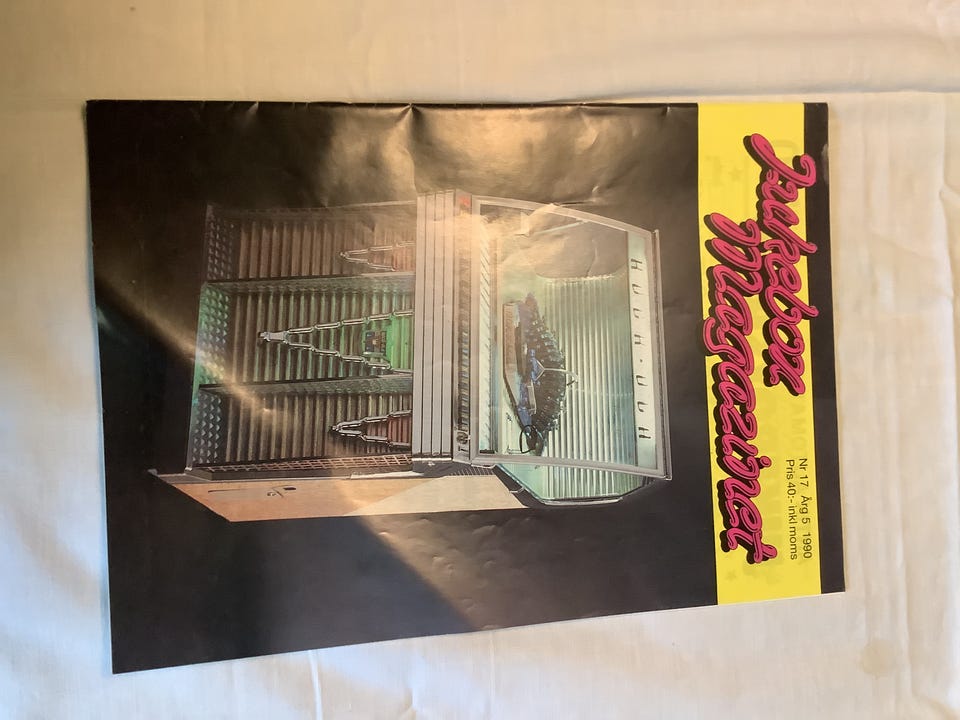 Jukebox
Magazinet
Nr 17 Årg 5 1990
Pris 40:- inkl moms
ROCK-OLA